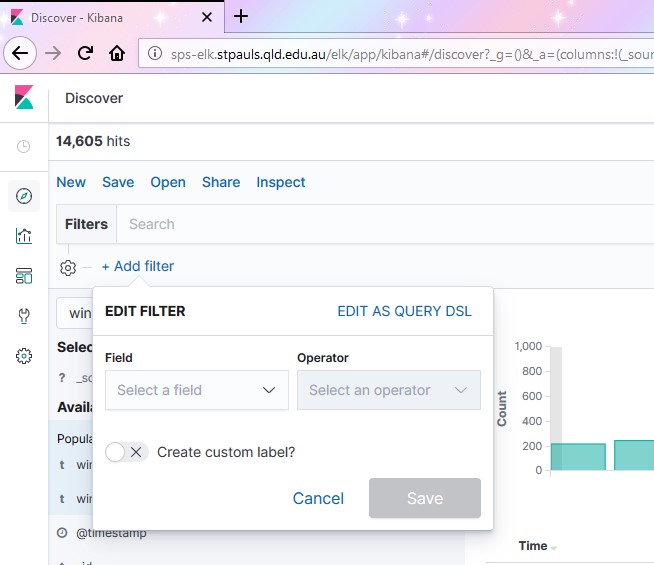 Discover - Kibana
sps-elk.stpauls.qld.edu.au/elk/app/kibana#/discover?_g=()&_a=(columns:!(_sour
Discover
14,605 hits
New Save Open Share Inspect
Filters Search
+ Add filter
EDIT FILTER EDIT AS QUERY DSL
win
Field Operator
Selec
Select a field Select an operator
? _sc
Availa
Popula
Create custom label?
t win
t win
Cancel Save
@timestamp
t _id
1,000
800
600
400
200
0
Count
Time